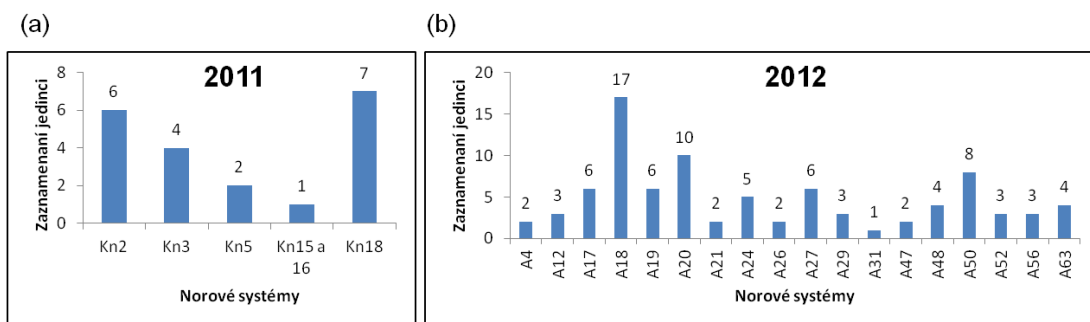 (a)
2011
Zaznamenaní jedinci
8
6
4
2
0
6
4
2
1
7
Kn2 Kn3 Kn5 Kn15 a 16 Kn18
Norové systémy
(b)
2012
Zaznamenaní jedinci
20
15
10
5
0
2 3 6 17 6 10 2 5 2 6 3 1 2 4 8 3 3 4
A4 A12 A17 A18 A19 A20 A21 A24 A26 A27 A29 A31 A47 A48 A50 A52 A56 A63
Norové systémy